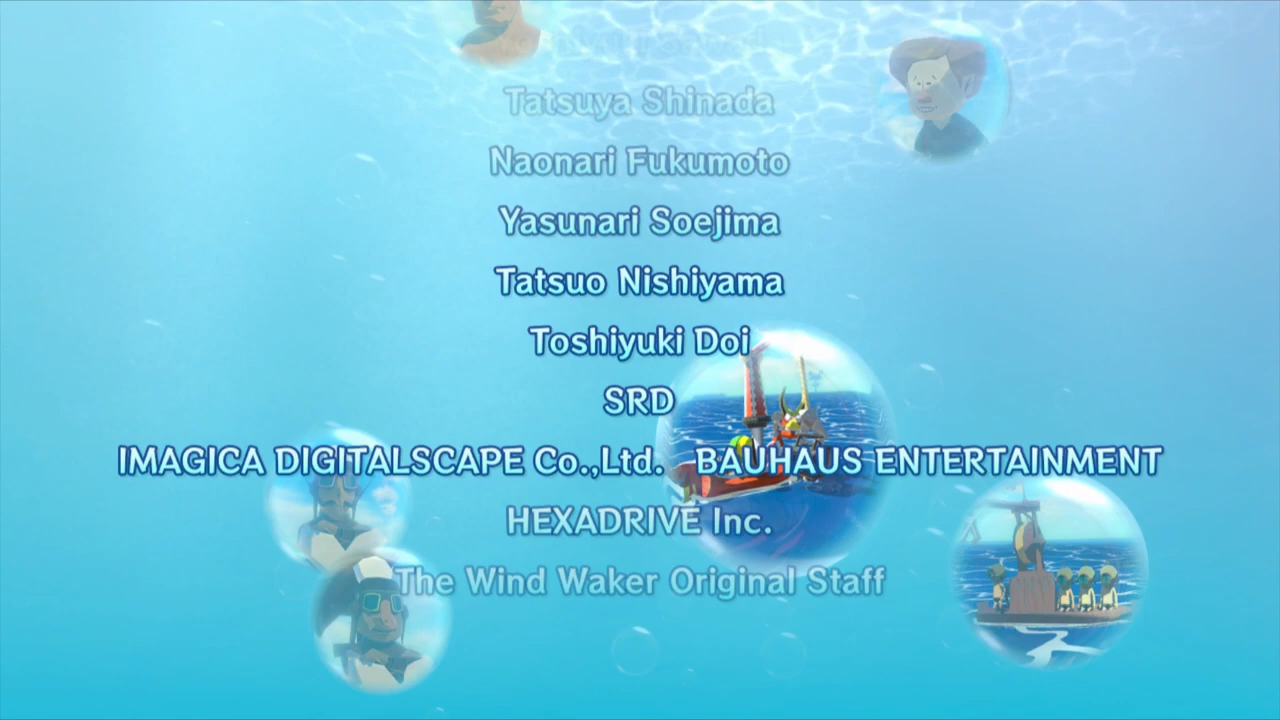 Tatsuya Shinada
Naonari Fukumoto
Yasunari Soejima
Tatsuo Nishiyama
Toshiyuki Doi
SRD
IMAGICA DIGITALSCAPE Co.,Ltd. BAUHAUS ENTERTAINMENT
HEXADRIVE Inc.
The Wind Waker Original Staff